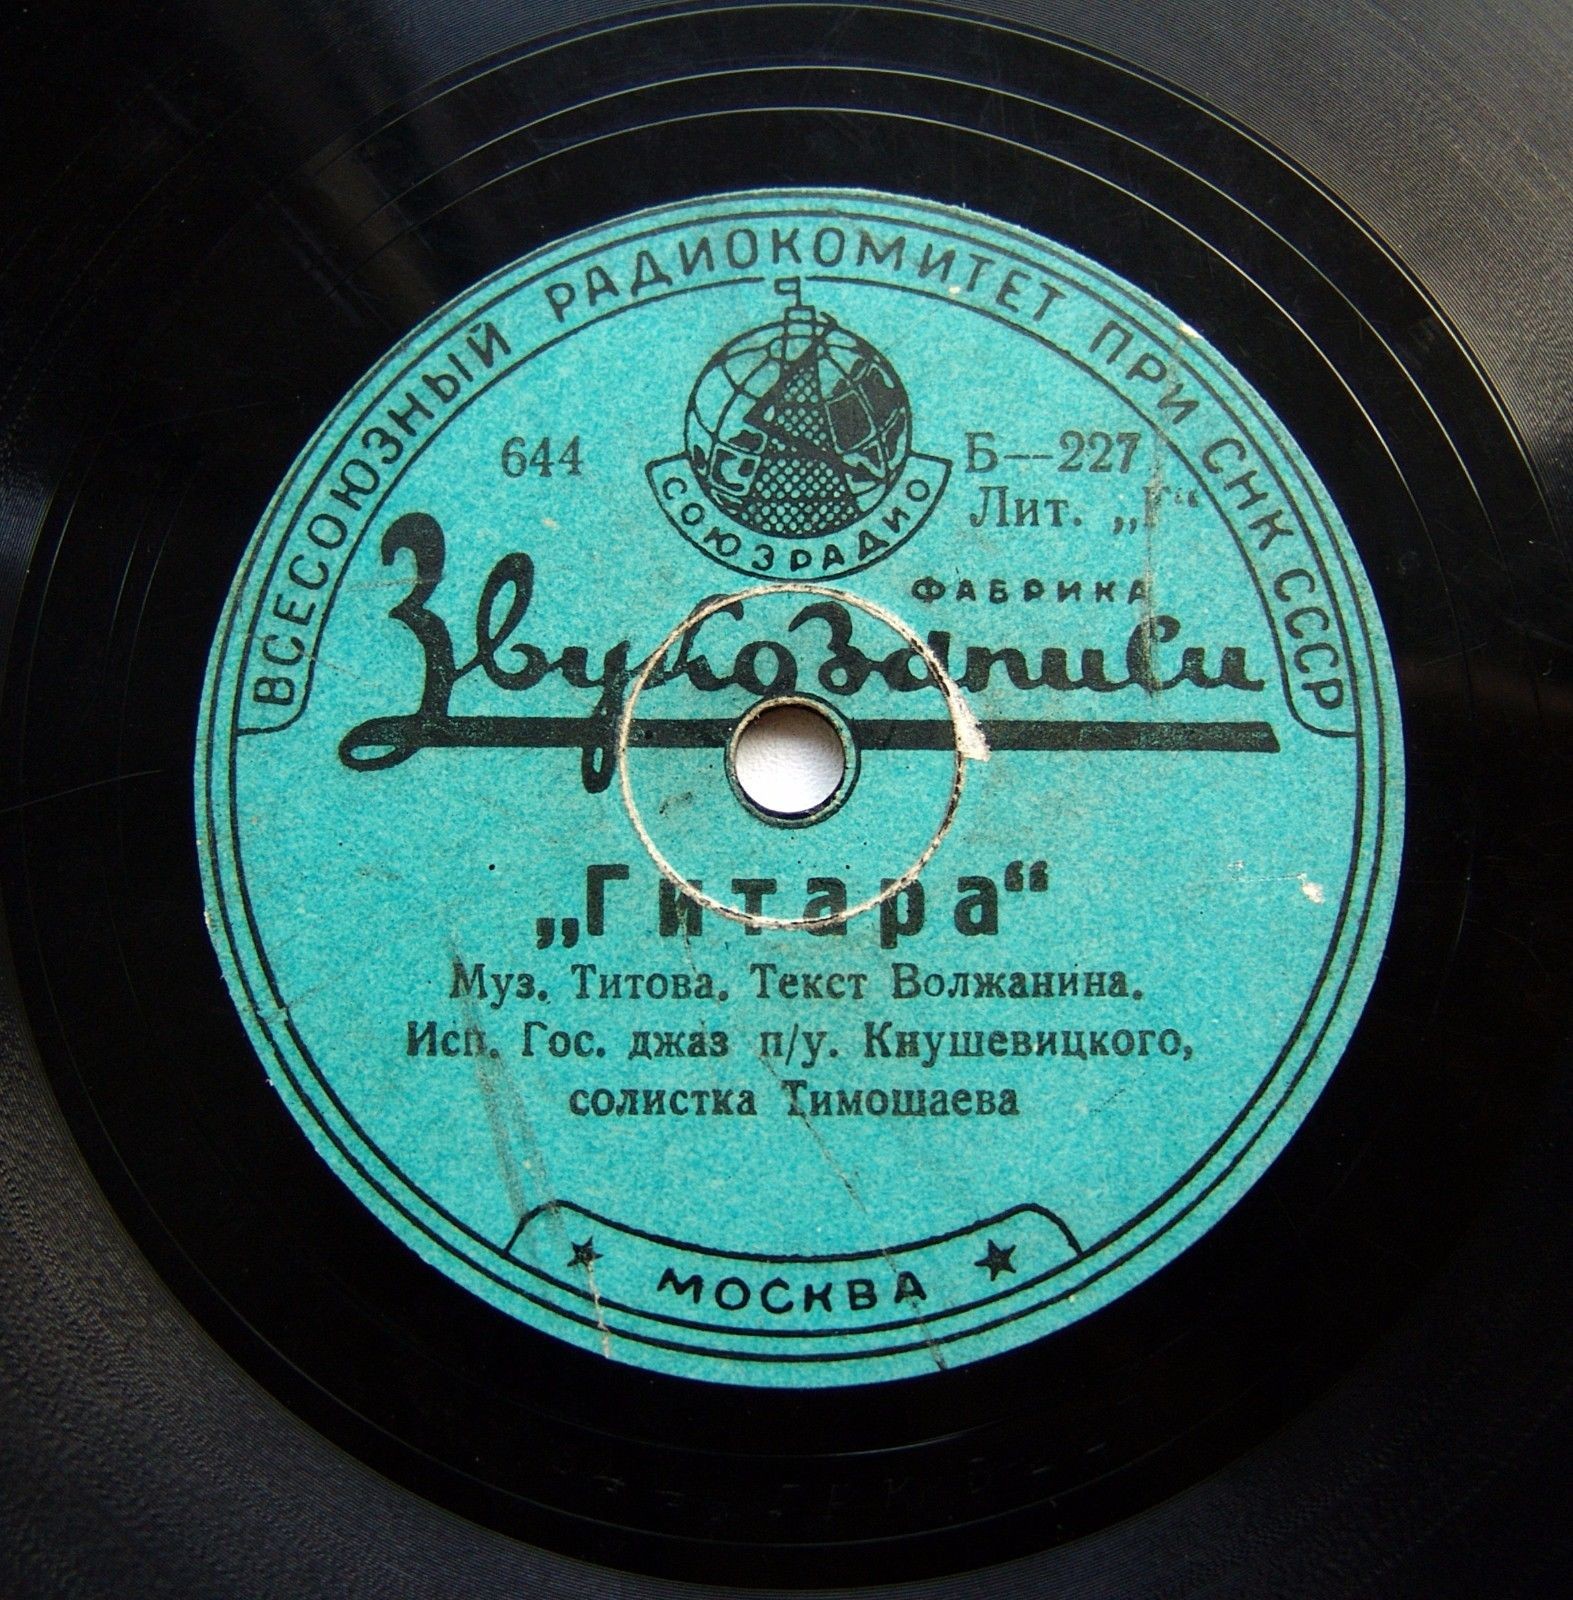 ВСЕСОЮЗНЫЙ РАДИОКОМИТЕТ ПРИ СНК СССР
644
СОЮЗРАДИО
Б—227
Лит.
ФАБРИКА
Звукозаписи
„Гитара“
Муз. Титова. Текст Волжанина.
Исп. Гос. джаз п/у. Кнушевицкого,
солистка Тимошаева
МОСКВА